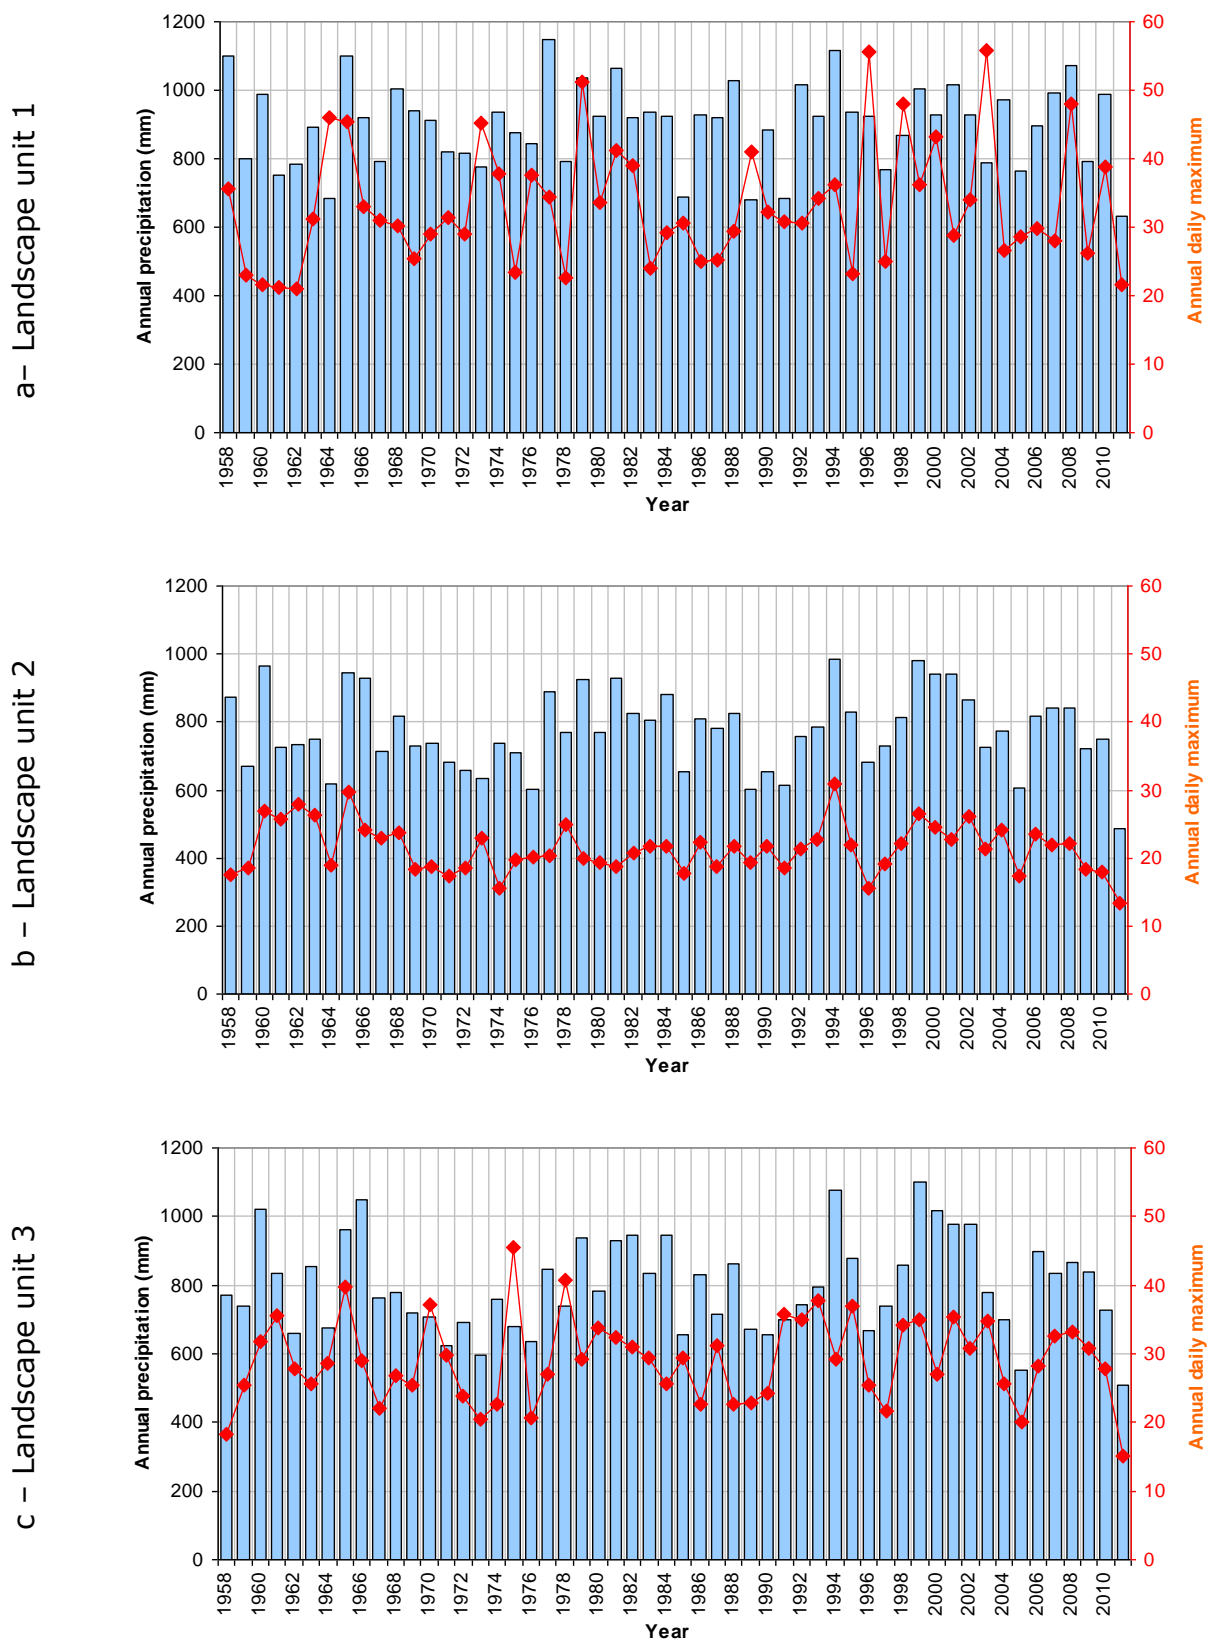 a– Landscape unit 1
Annual precipitation (mm)
1200
1000
800
600
400
200
0
60
50
40
30
20
10
0
Annual daily maximum
1958 1960 1962 1964 1966 1968 1970 1972 1974 1976 1978 1980 1982 1984 1986 1988 1990 1992 1994 1996 1998 2000 2002 2004 2006 2008 2010
Year
b – Landscape unit 2
Annual precipitation (mm)
1200
1000
800
600
400
200
0
60
50
40
30
20
10
0
Annual daily maximum
1958 1960 1962 1964 1966 1968 1970 1972 1974 1976 1978 1980 1982 1984 1986 1988 1990 1992 1994 1996 1998 2000 2002 2004 2006 2008 2010
Year
c – Landscape unit 3
Annual precipitation (mm)
1200
1000
800
600
400
200
0
60
50
40
30
20
10
0
Annual daily maximum
1958 1960 1962 1964 1966 1968 1970 1972 1974 1976 1978 1980 1982 1984 1986 1988 1990 1992 1994 1996 1998 2000 2002 2004 2006 2008 2010
Year